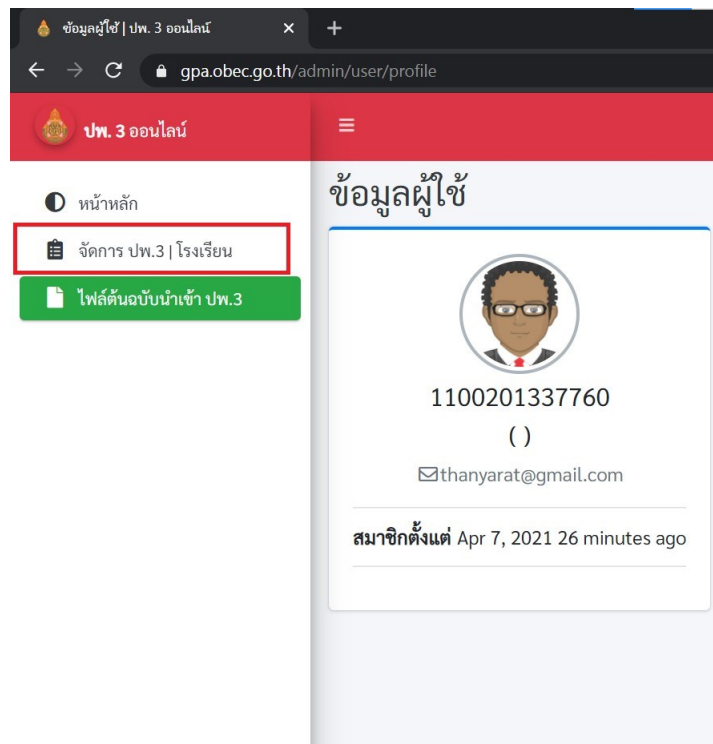 ข้อมูลผู้ใช้ | ปพ. 3 ออนไลน์
gpa.obec.go.th/admin/user/profile
ปพ. 3 ออนไลน์
หน้าหลัก
จัดการ ปพ.3 | โรงเรียน
ไฟล์ต้นฉบับนำเข้า ปพ.3
ข้อมูลผู้ใช้
1100201337760
( )
thanyarat@gmail.com
สมาชิกตั้งแต่ Apr 7, 2021 26 minutes ago